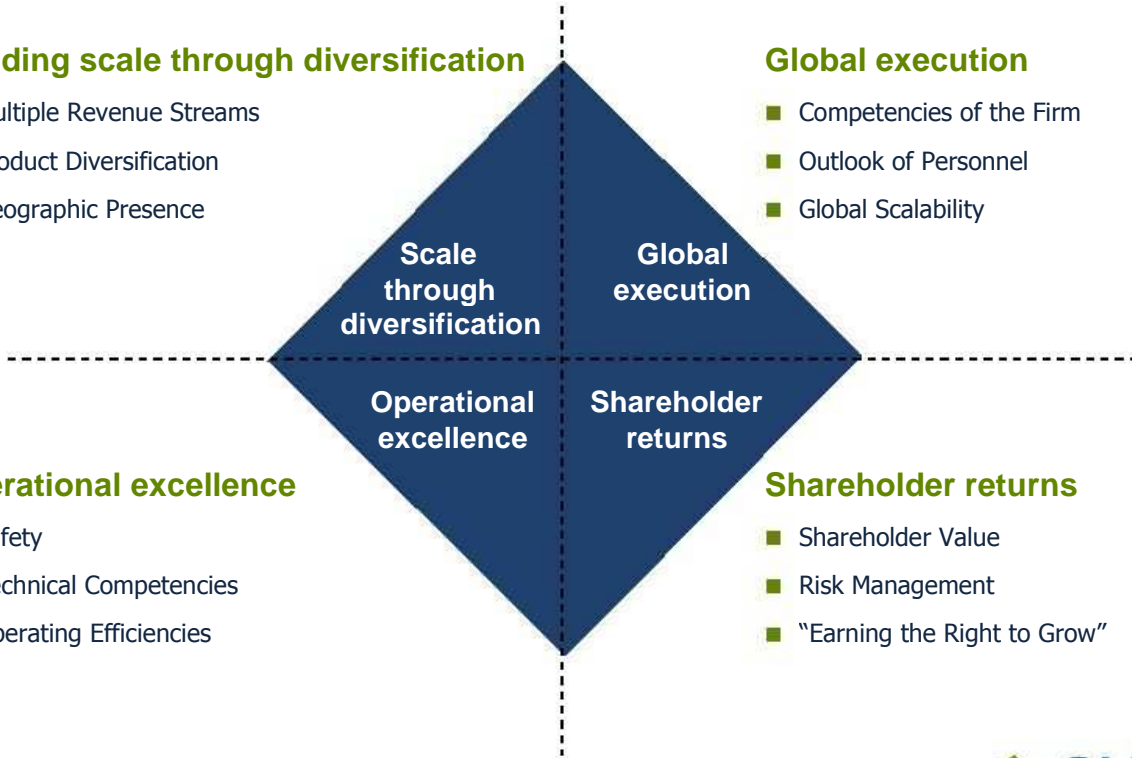 ding scale through diversification
ultiple Revenue Streams
oduct Diversification
eographic Presence
Global execution
Competencies of the Firm
Outlook of Personnel
Global Scalability
Scale
through
diversification
Global
execution
Operational
excellence
Shareholder
returns
erational excellence
fety
echnical Competencies
perating Efficiencies
Shareholder returns
Shareholder Value
Risk Management
“Earning the Right to Grow”